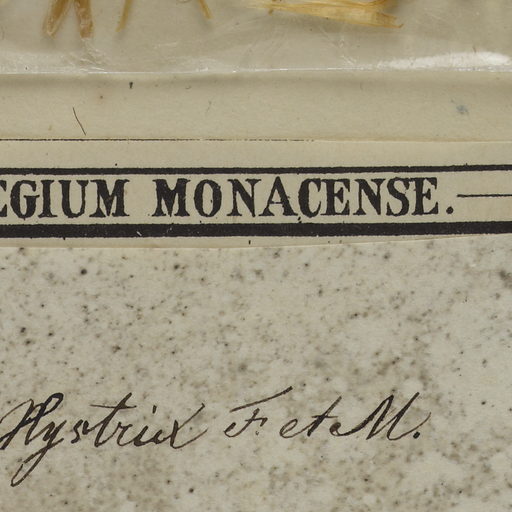 EGIUM MONACENSE.
Hystrix F. et M.